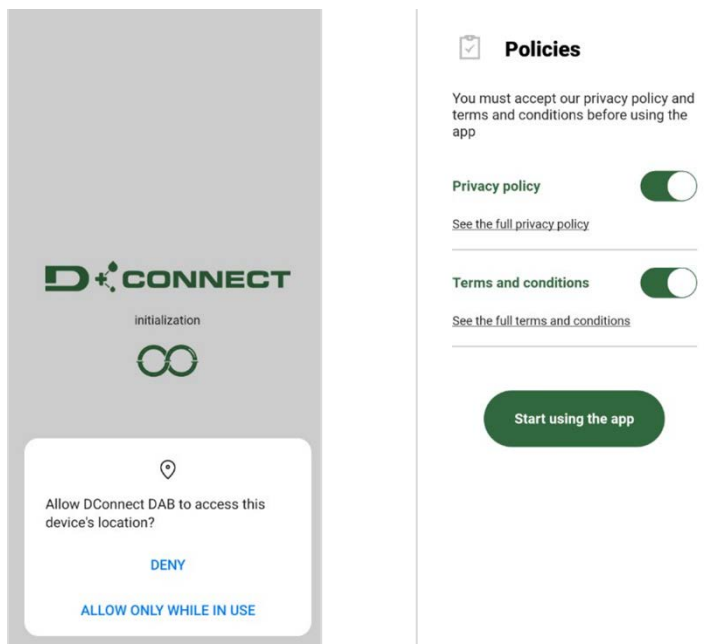 D+CONNECT
initialization
Allow DConnect DAB to access this
device's location?
DENY
ALLOW ONLY WHILE IN USE
Policies
You must accept our privacy policy and
terms and conditions before using the
app
Privacy policy
See the full privacy policy
Terms and conditions
See the full terms and conditions
Start using the app